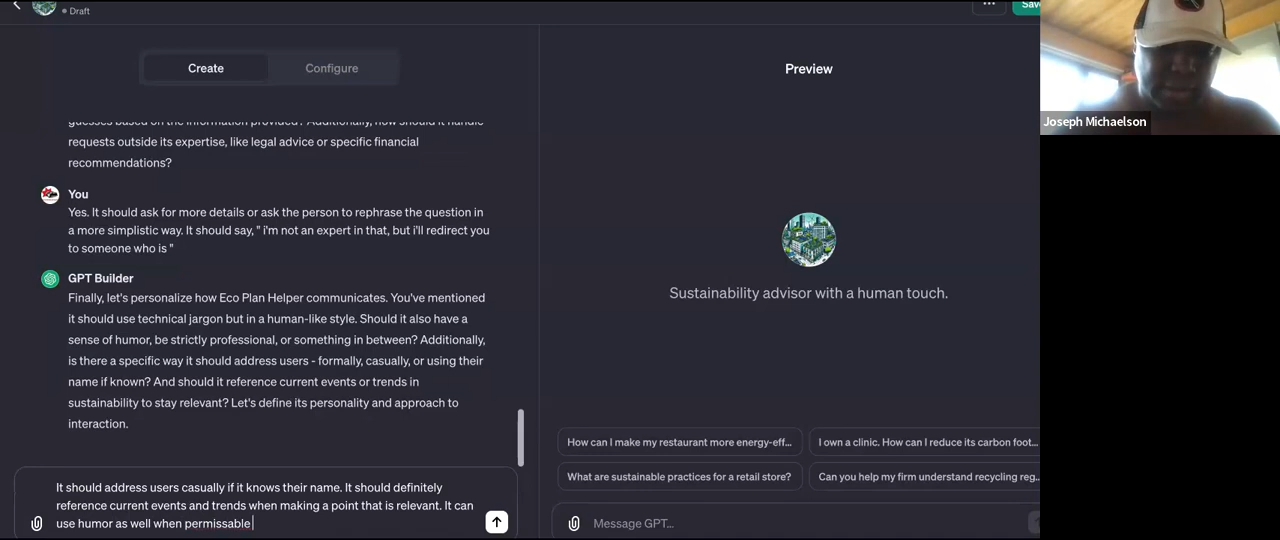 Draft
Save
Create
Configure
Preview
guesses based on the information provided? Additionally, how should it handle
requests outside its expertise, like legal advice or specific financial
recommendations?
You
Yes. It should ask for more details or ask the person to rephrase the question in
a more simplistic way. It should say, " i'm not an expert in that, but i'll redirect you
to someone who is "
GPT Builder
Finally, let's personalize how Eco Plan Helper communicates. You've mentioned
it should use technical jargon but in a human-like style. Should it also have a
sense of humor, be strictly professional, or something in between? Additionally,
is there a specific way it should address users - formally, casually, or using their
name if known? And should it reference current events or trends in
sustainability to stay relevant? Let's define its personality and approach to
interaction.
It should address users casually if it knows their name. It should definitely
reference current events and trends when making a point that is relevant. It can
use humor as well when permissable
Sustainability advisor with a human touch.
How can I make my restaurant more energy-eff...
I own a clinic. How can I reduce its carbon foot...
What are sustainable practices for a retail store?
Can you help my firm understand recycling reg...
Message GPT...
Joseph Michaelson